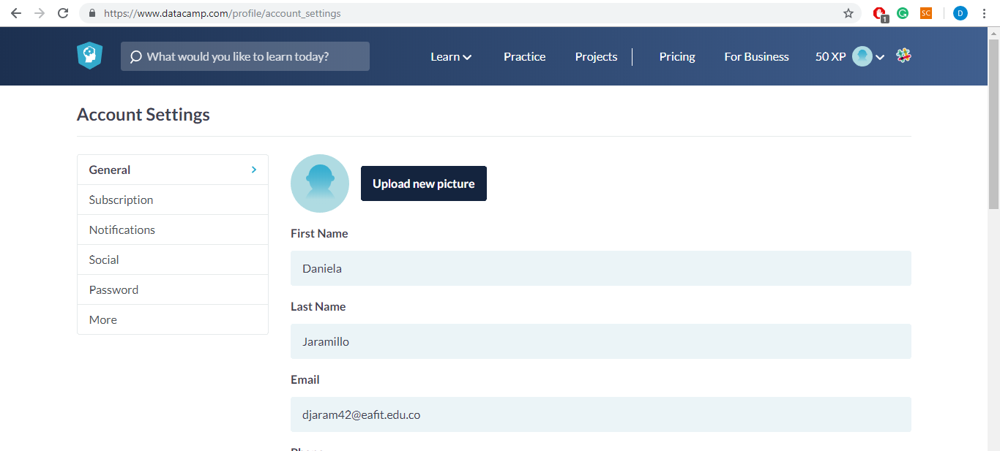 https://www.datacamp.com/profile/account_settings
1
G
SC
D
What would you like to learn today?
Learn
Practice
Projects
Pricing
For Business
50 XP
Account Settings
General
Subscription
Notifications
Social
Password
More
Upload new picture
First Name
Daniela
Last Name
Jaramillo
Email
djaram42@eafit.edu.co